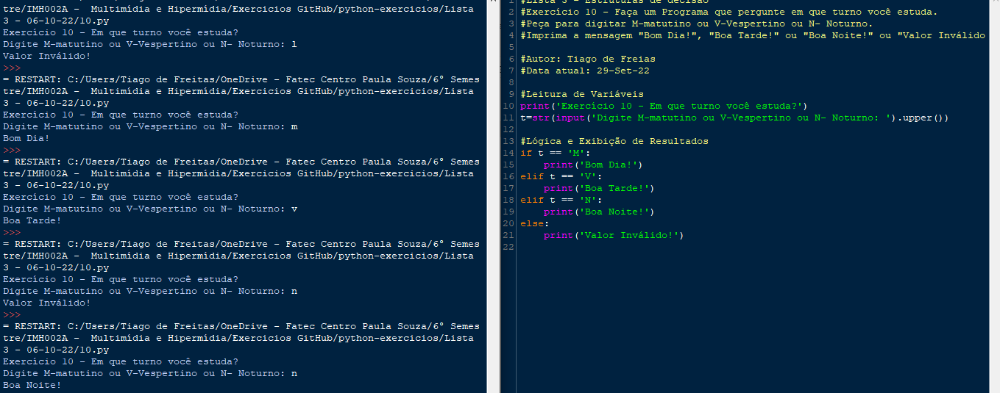 tre/IMH002A -  Multimídia e Hipermídia/Exercicios GitHub/python-exercicios/Lista
3 - 06-10-22/10.py
Exercício 10 - Em que turno você estuda?
Digite M-matutino ou V-Vespertino ou N- Noturno: l
Valor Inválido!
>>>
= RESTART: C:/Users/Tiago de Freitas/OneDrive - Fatec Centro Paula Souza/6° Semes
tre/IMH002A -  Multimídia e Hipermídia/Exercicios GitHub/python-exercicios/Lista
3 - 06-10-22/10.py
Exercício 10 - Em que turno você estuda?
Digite M-matutino ou V-Vespertino ou N- Noturno: m
Bom Dia!
>>>
= RESTART: C:/Users/Tiago de Freitas/OneDrive - Fatec Centro Paula Souza/6° Semes
tre/IMH002A -  Multimídia e Hipermídia/Exercicios GitHub/python-exercicios/Lista
3 - 06-10-22/10.py
Exercício 10 - Em que turno você estuda?
Digite M-matutino ou V-Vespertino ou N- Noturno: v
Boa Tarde!
>>>
= RESTART: C:/Users/Tiago de Freitas/OneDrive - Fatec Centro Paula Souza/6° Semes
tre/IMH002A -  Multimídia e Hipermídia/Exercicios GitHub/python-exercicios/Lista
3 - 06-10-22/10.py
Exercício 10 - Em que turno você estuda?
Digite M-matutino ou V-Vespertino ou N- Noturno: n
Valor Inválido!
>>>
= RESTART: C:/Users/Tiago de Freitas/OneDrive - Fatec Centro Paula Souza/6° Semes
tre/IMH002A -  Multimídia e Hipermídia/Exercicios GitHub/python-exercicios/Lista
3 - 06-10-22/10.py
Exercício 10 - Em que turno você estuda?
Digite M-matutino ou V-Vespertino ou N- Noturno: n
Boa Noite!
1 #Lista 3 - Estruturas de decisão
2 #Exercício 10 - Faça um Programa que pergunte em que turno você estuda.
3 #Peça para digitar M-matutino ou V-Vespertino ou N- Noturno.
4 #Imprima a mensagem "Bom Dia!", "Boa Tarde!" ou "Boa Noite!" ou "Valor Inválido
5
6 #Autor: Tiago de Freias
7 #Data atual: 29-Set-22
8
9 #Leitura de Variáveis
10 print('Exercício 10 - Em que turno você estuda?')
11 t=str(input('Digite M-matutino ou V-Vespertino ou N- Noturno: ').upper())
12
13 #Lógica e Exibição de Resultados
14 if t == 'M':
15     print('Bom Dia!')
16 elif t == 'V':
17     print('Boa Tarde!')
18 elif t == 'N':
19     print('Boa Noite!')
20 else:
21     print('Valor Inválido!')
22